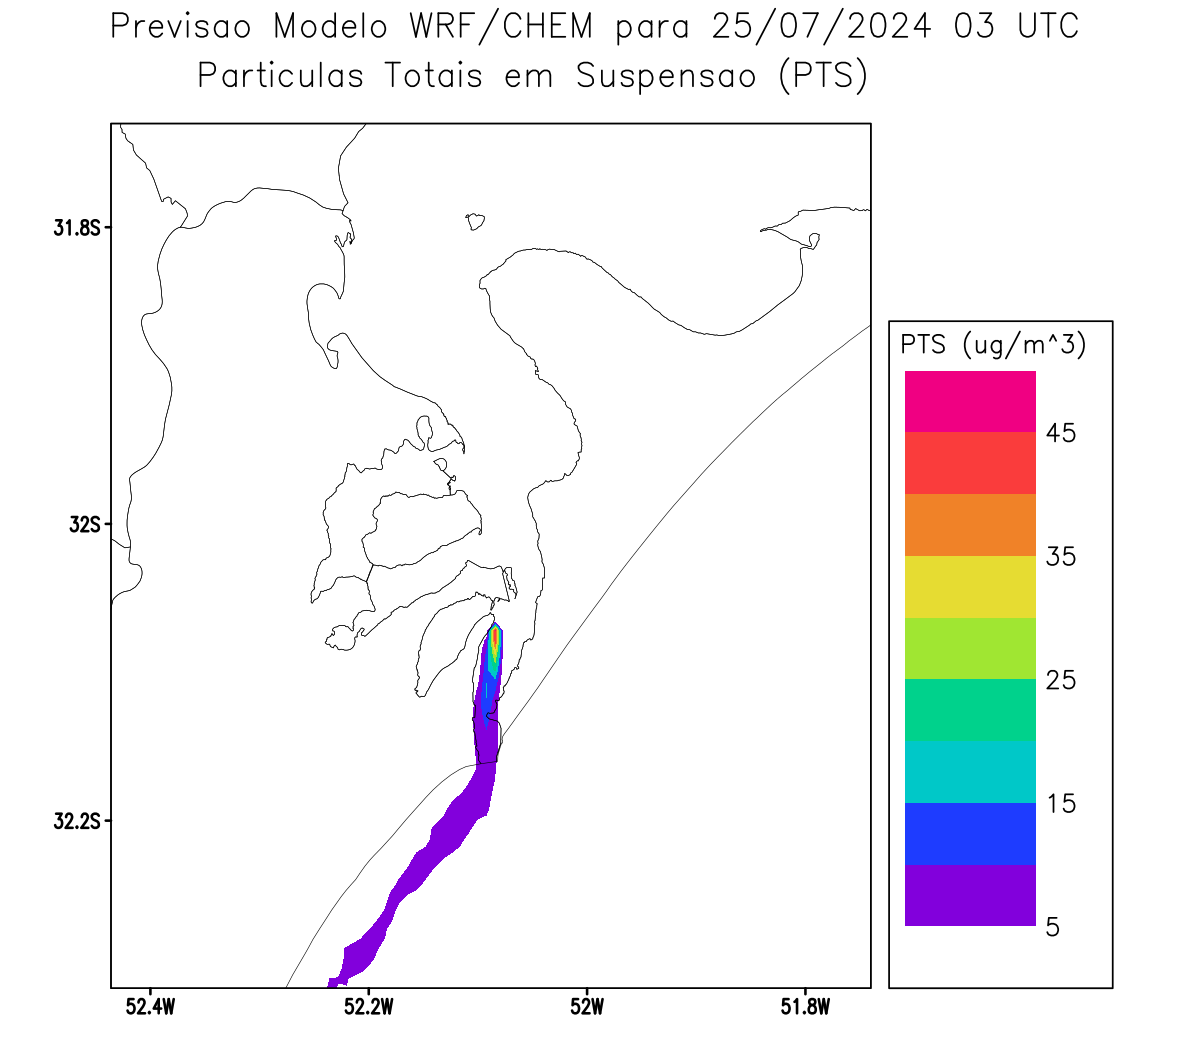 Previsao Modelo WRF/CHEM para 25/07/2024 03 UTC
Particulas Totais em Suspensao (PTS)
31.8S
32S
32.2S
52.4W
52.2W
52W
51.8W
PTS (ug/m^3)
45
35
25
15
5